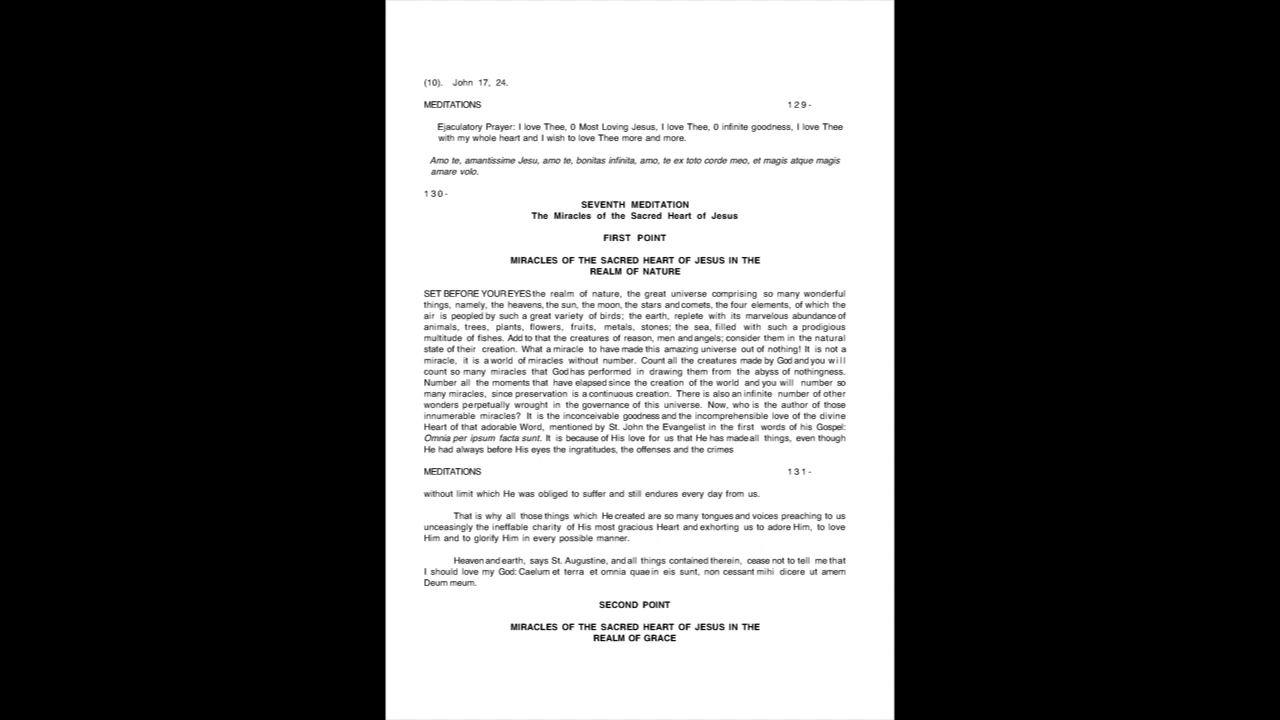 (10). John 17, 24.
MEDITATIONS 129-
Ejaculatory Prayer: I love Thee, 0 Most Loving Jesus, I love Thee, 0 infinite goodness, I love Thee
with my whole heart and I wish to love Thee more and more.
Amo te, amantissime Jesu, amo te, bonitas infinita, amo, te ex toto corde meo, et magis atque magis
amare volo.
130-
SEVENTH MEDITATION
The Miracles of the Sacred Heart of Jesus
FIRST POINT
MIRACLES OF THE SACRED HEART OF JESUS IN THE
REALM OF NATURE
SET BEFORE YOUR EYES the realm of nature, the great universe comprising so many wonderful
things, namely, the heavens, the sun, the moon, the stars and comets, the four elements, of which the
air is peopled by such a great variety of birds; the earth, replete with its marvelous abundance of
animals, trees, plants, flowers, fruits, metals, stones; the sea, filled with such a prodigious
multitude of fishes. Add to that the creatures of reason, men and angels; consider them in the natural
state of their creation. What a miracle to have made this amazing universe out of nothing! It is not a
miracle, it is a world of miracles without number. Count all the creatures made by God and you will
count so many miracles that God has performed in drawing them from the abyss of nothingness.
Number all the moments that have elapsed since the creation of the world and you will number so
many miracles, since preservation is a continuous creation. There is also an infinite number of other
wonders perpetually wrought in the governance of this universe. Now, who is the author of those
innumerable miracles? It is the inconceivable goodness and the incomprehensible love of the divine
Heart of that adorable Word, mentioned by St. John the Evangelist in the first words of his Gospel:
Omnia per ipsum facta sunt. It is because of His love for us that He has made all things, even though
He had always before His eyes the ingratitudes, the offenses and the crimes
MEDITATIONS 131-
without limit which He was obliged to suffer and still endures every day from us.
That is why all those things which He created are so many tongues and voices preaching to us
unceasingly the ineffable charity of His most gracious Heart and exhorting us to adore Him, to love
Him and to glorify Him in every possible manner.
Heaven and earth, says St. Augustine, and all things contained therein, cease not to tell me that
I should love my God: Caelum et terra et omnia quae in eis sunt, non cessant mihi dicere ut amem
Deum meum.
SECOND POINT
MIRACLES OF THE SACRED HEART OF JESUS IN THE
REALM OF GRACE